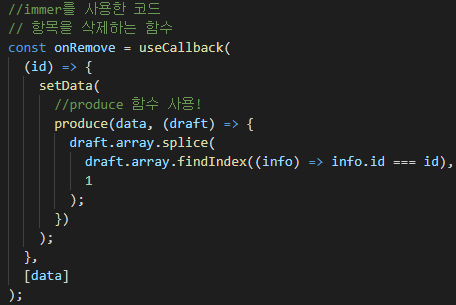 //immer를 사용한 코드
// 항목을 삭제하는 함수
const onRemove = useCallback(
  (id) => {
    setData(
      //produce 함수 사용!
      produce(data, (draft) => {
        draft.array.splice(
          draft.array.findIndex((info) => info.id === id),
          1
        );
      })
    );
  },
  [data]
);